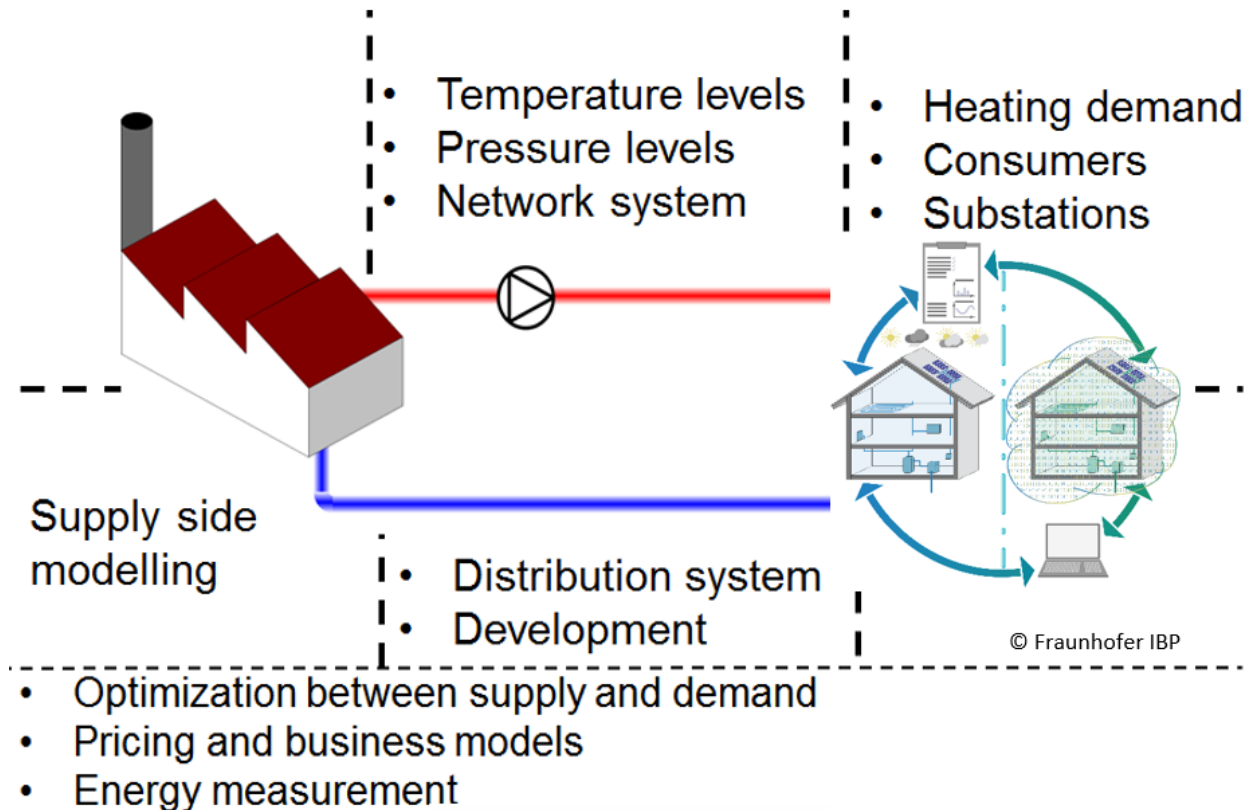 • Temperature levels
• Pressure levels
• Network system
• Heating demand
• Consumers
• Substations
Supply side
modelling
• Distribution system
• Development
© Fraunhofer IBP
• Optimization between supply and demand
• Pricing and business models
• Energy measurement